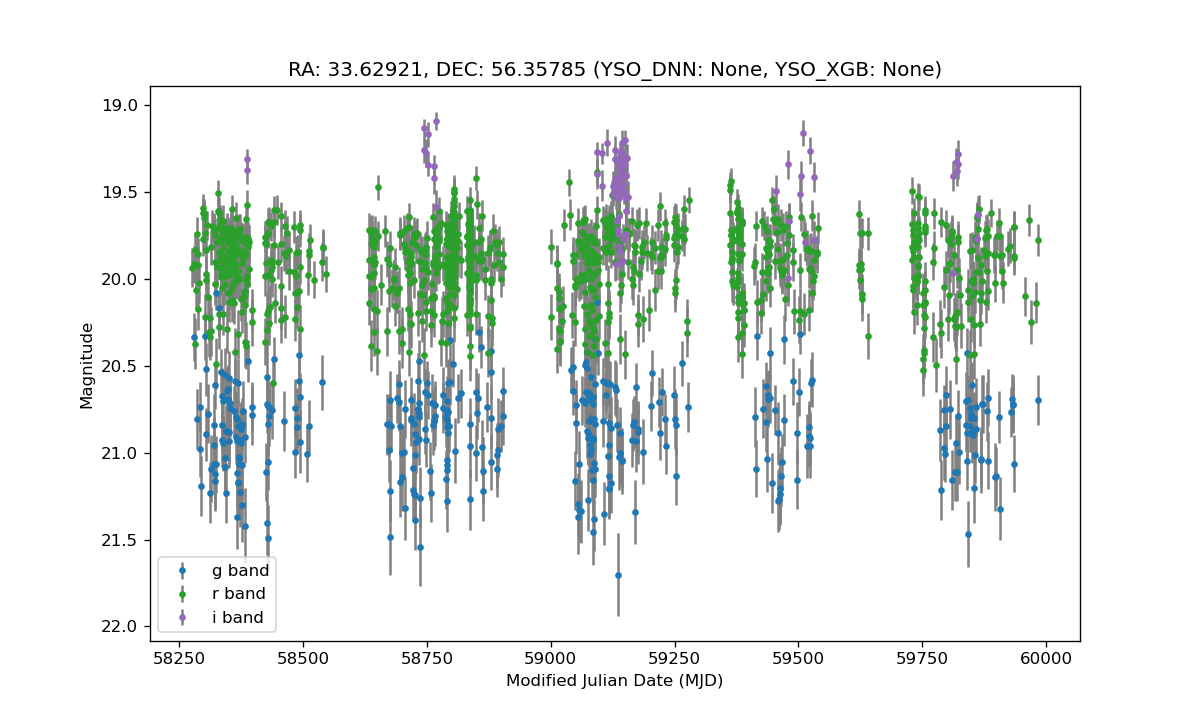 RA: 33.62921, DEC: 56.35785 (YSO_DNN: None, YSO_XGB: None)
19.0
19.5
20.0
20.5
21.0
21.5
22.0
Magnitude
g band
r band
i band
58250 58500 58750 59000 59250 59500 59750 60000
Modified Julian Date (MJD)